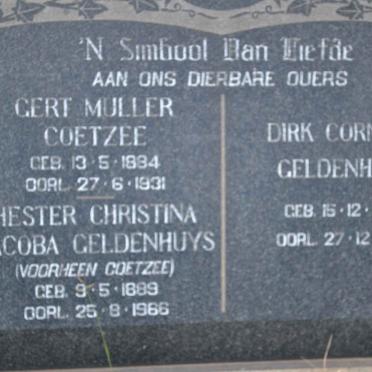 'N Simbool Van Liefde
AAN ONS DIERBARE OUERS
GERT MULLER
COETZEE
GEB. 13·5·1884
OORL. 27·6·1931
HESTER CHRISTINA
JACOBA GELDENHUYS
(VOORHEEN COETZEE)
GEB. 9·5·1889
OORL. 25·8·1966
DIRK CORN
GELDENH
GEB. 15·12·
OORL. 27·12